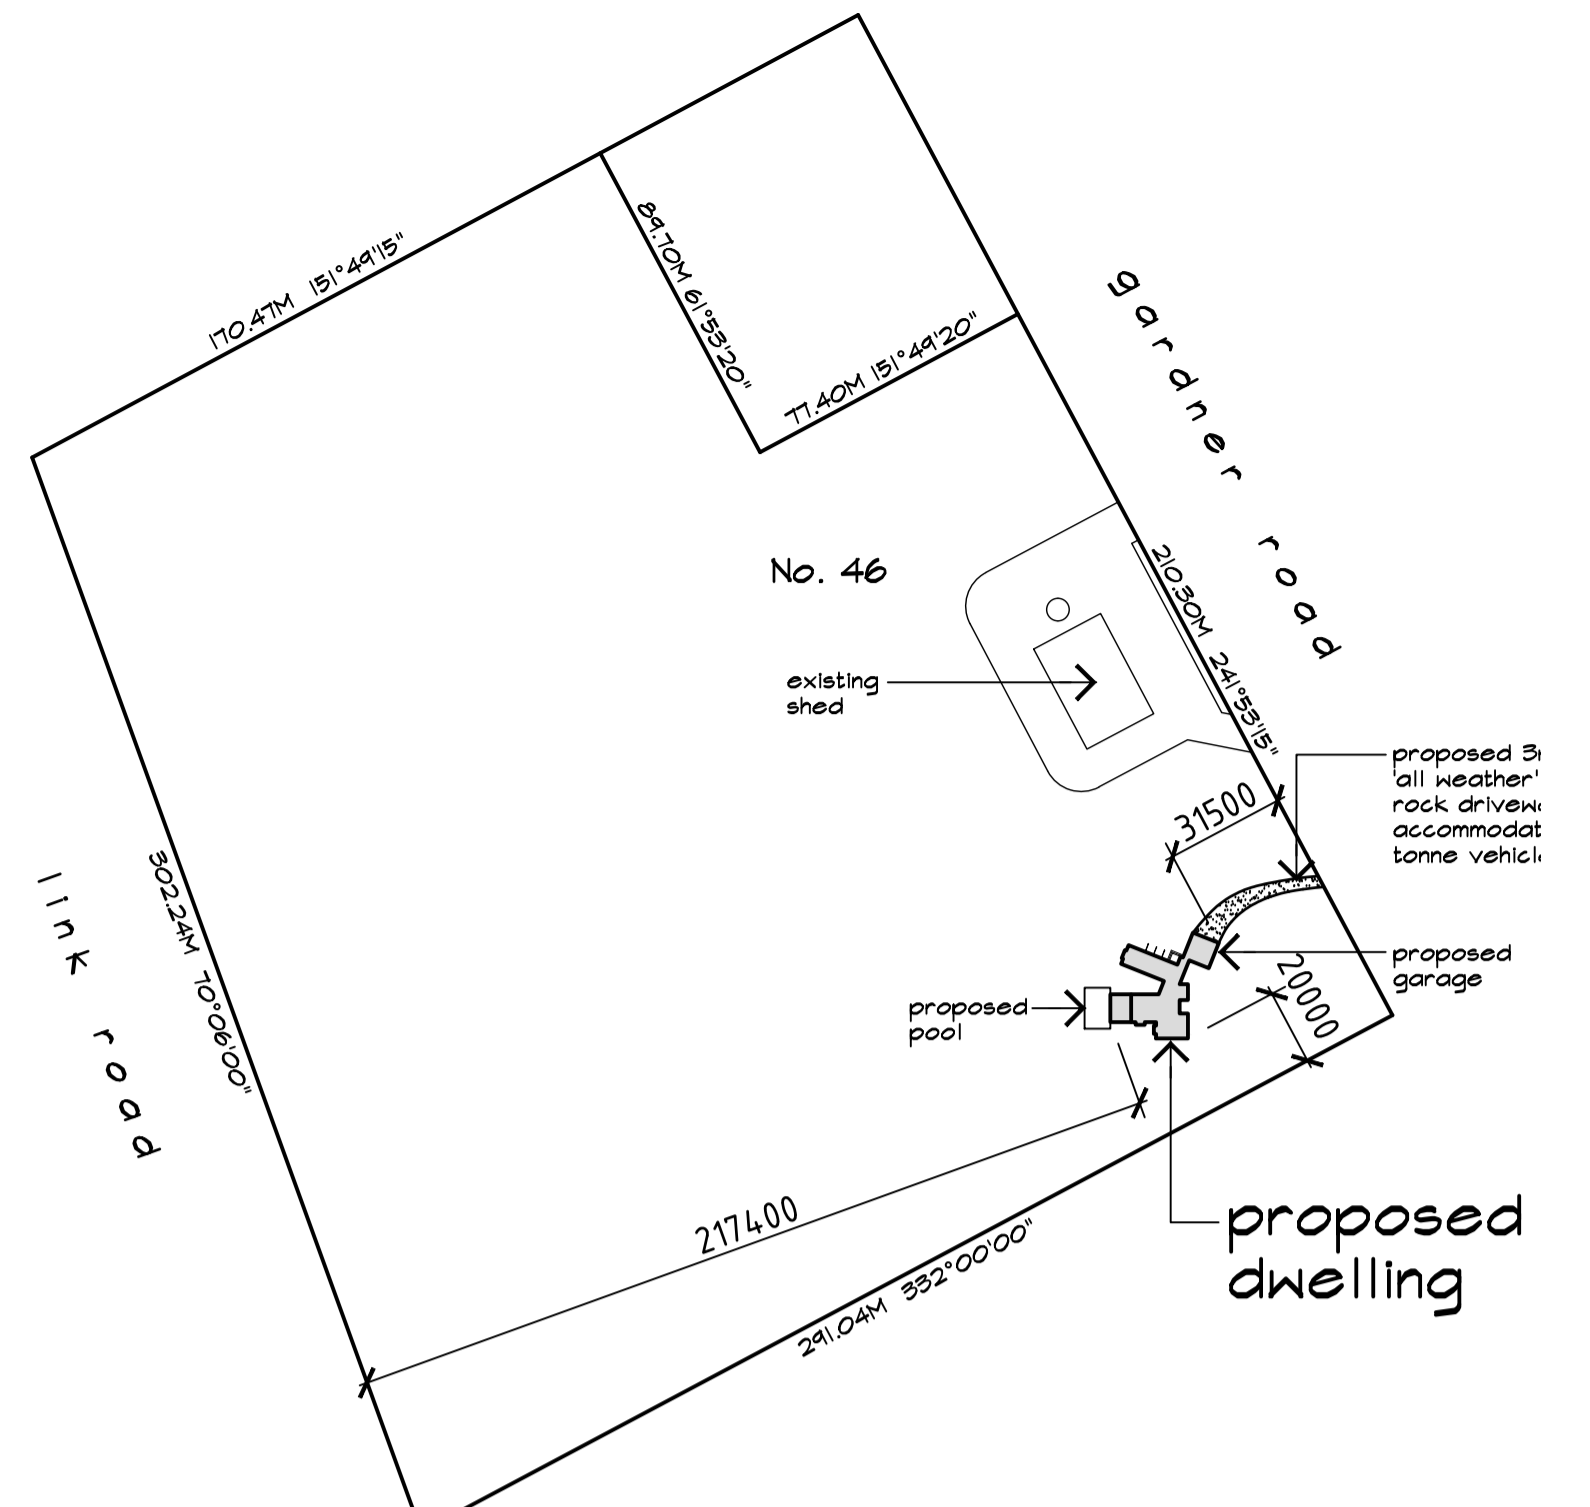 170.47M 151°49'15"
89.70M 61°53'20"
77.40M 151°49'20"
gardner road
No. 46
210.30M 241°53'15"
existing
shed
proposed
'all weather'
rock
tonne
31500
302.24M 70°06'00"
link road
proposed
garage
20000
proposed
pool
217400
291.04M 332°00'00"
proposed
dwelling